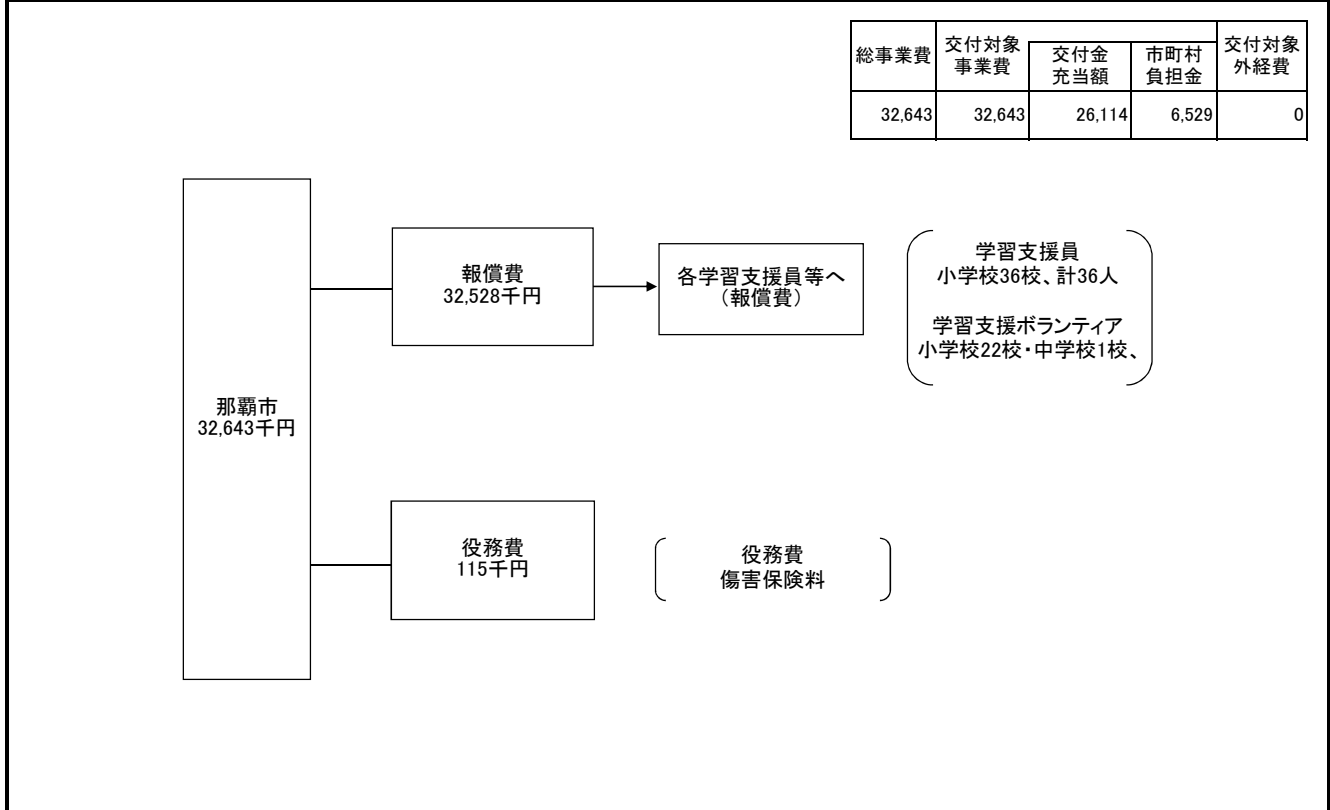 総事業費
交付対象
事業費
交付金
充当額
市町村
負担金
交付対象
外経費
32,643
32,643
26,114
6,529
0
那覇市
32,643千円
報償費
32,528千円
各学習支援員等へ
（報償費）
学習支援員
小学校36校、計36人
学習支援ボランティア
小学校22校・中学校1校、
役務費
115千円
役務費
傷害保険料